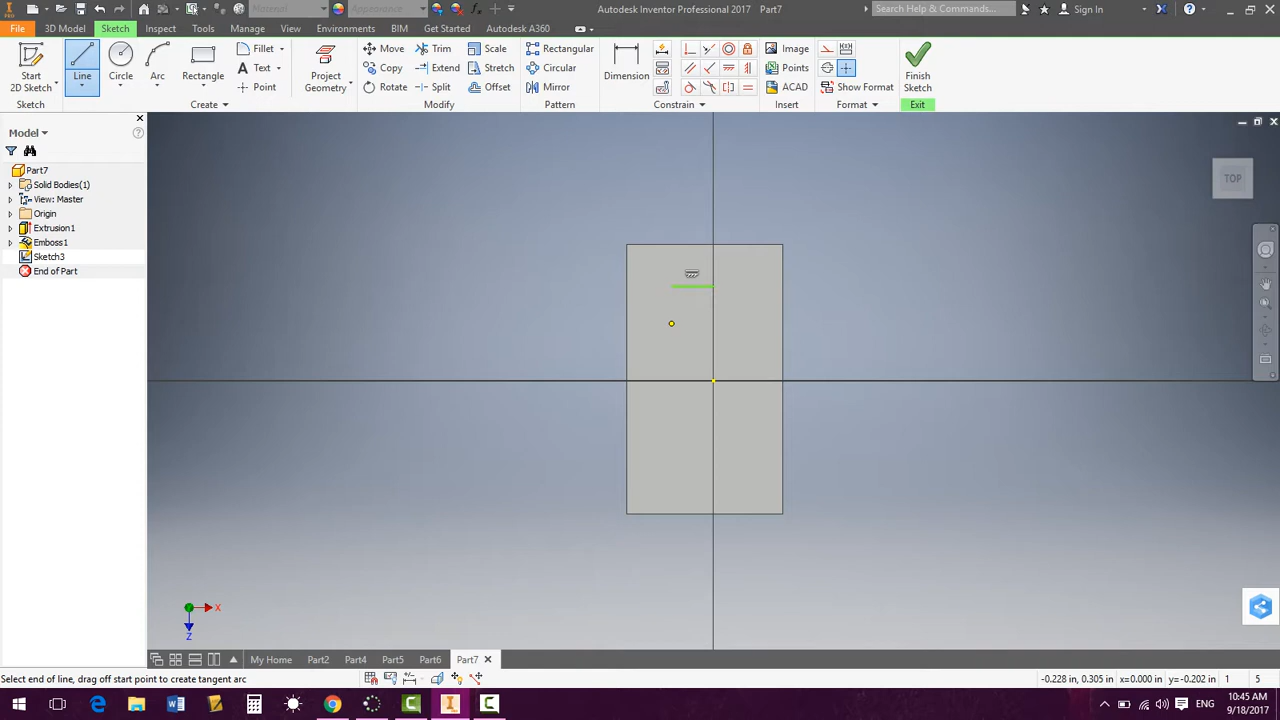 PRO
Material
Appearance
Autodesk Inventor Professional 2017 Part7
Search Help & Commands...
Sign In
File 3D Model Sketch Inspect Tools Manage View Environments BIM Get Started Autodesk A360
Start
2D Sketch
Line
Circle
Arc
Rectangle
Fillet
Text
Point
Project
Geometry
Move
Copy
Rotate
Trim
Extend
Split
Scale
Stretch
Offset
Rectangular
Circular
Mirror
Dimension
Image
Points
ACAD
Show Format
Finish
Sketch
Sketch Create Modify Pattern Constrain Insert Format Exit
Model
Part7
Solid Bodies(1)
View: Master
Origin
Extrusion1
Emboss1
Sketch3
End of Part
TOP
X
Z
My Home Part2 Part4 Part5 Part6 Part7
Select end of line, drag off start point to create tangent arc
-0.228 in, 0.305 in x=0.000 in y=-0.202 in 1 5
ENG
10:45 AM
9/18/2017